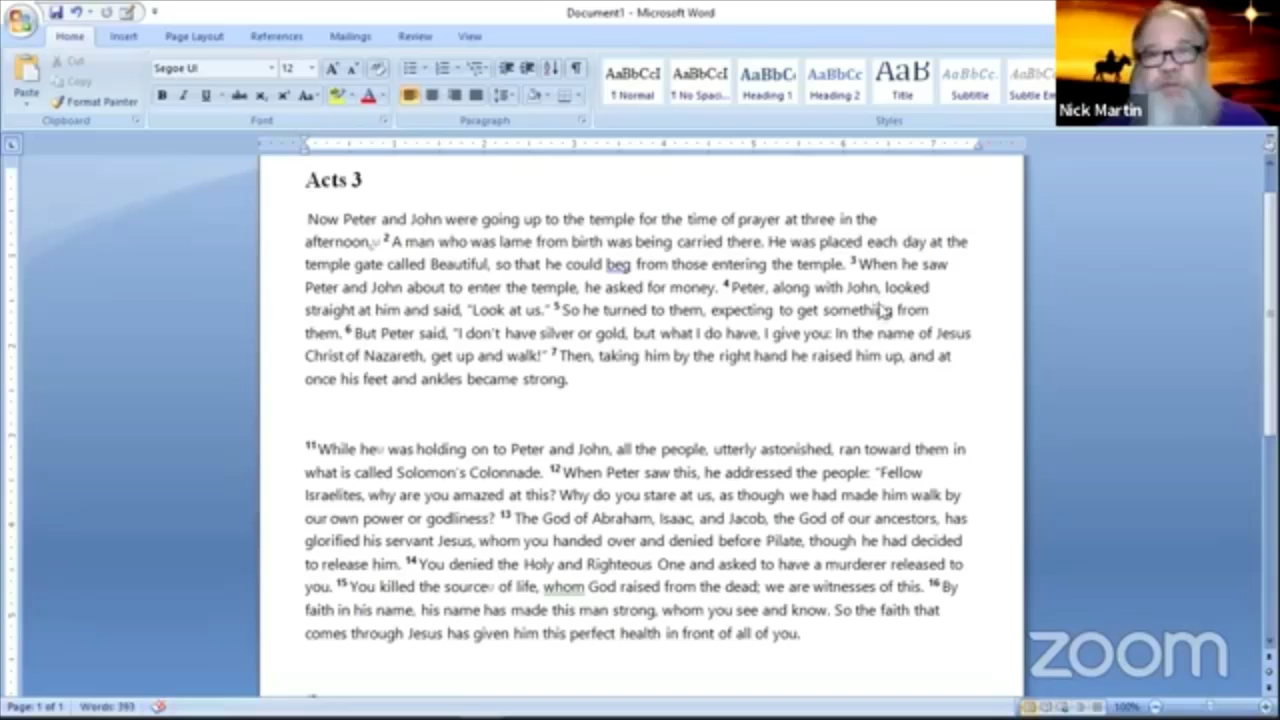 Document1 - Microsoft Word
Home Insert Page Layout References Mailings Review View
Cut
Copy
Paste
Format Painter
Clipboard
Segoe UI 12
Font
Paragraph
AaBbCcI AaBbCcI AaBbC AaBbCc AaB AaBbCc. AaBbCc
¶ Normal ¶ No Spaci... Heading 1 Heading 2 Title Subtitle Subtle Em
Styles
Nick Martin
Acts 3
Now Peter and John were going up to the temple for the time of prayer at three in the
afternoon. 2 A man who was lame from birth was being carried there. He was placed each day at the
temple gate called Beautiful, so that he could beg from those entering the temple. 3 When he saw
Peter and John about to enter the temple, he asked for money. 4 Peter, along with John, looked
straight at him and said, "Look at us." 5 So he turned to them, expecting to get something from
them. 6 But Peter said, "I don't have silver or gold, but what I do have, I give you: In the name of Jesus
Christ of Nazareth, get up and walk!" 7 Then, taking him by the right hand he raised him up, and at
once his feet and ankles became strong.
11 While he was holding on to Peter and John, all the people, utterly astonished, ran toward them in
what is called Solomon's Colonnade. 12 When Peter saw this, he addressed the people: "Fellow
Israelites, why are you amazed at this? Why do you stare at us, as though we had made him walk by
our own power or godliness? 13 The God of Abraham, Isaac, and Jacob, the God of our ancestors, has
glorified his servant Jesus, whom you handed over and denied before Pilate, though he had decided
to release him. 14 You denied the Holy and Righteous One and asked to have a murderer released to
you. 15 You killed the source of life, whom God raised from the dead; we are witnesses of this. 16 By
faith in his name, his name has made this man strong, whom you see and know. So the faith that
comes through Jesus has given him this perfect health in front of all of you.
zoom
Page: 1 of 1 Words: 393 100%